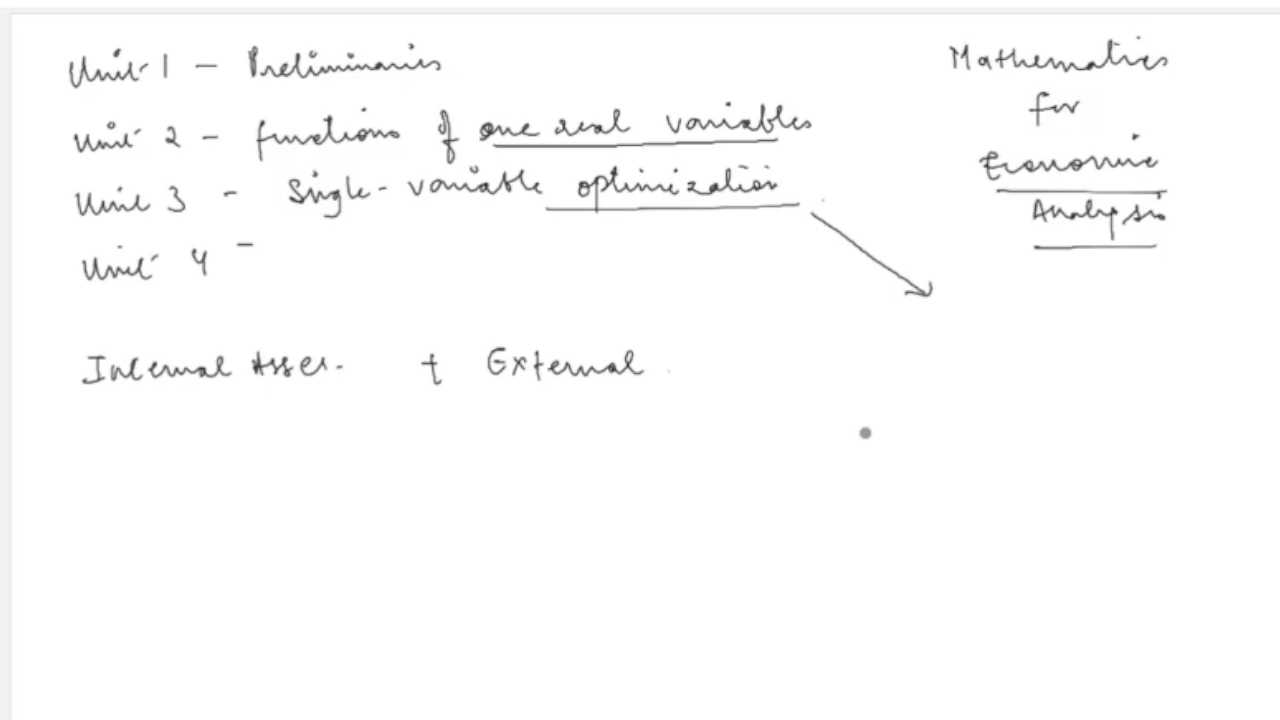 Unit 1 - Preliminaries
Unit 2 - functions of one real variables
Unit 3 - Single-variable optimization
Unit 4 -
Internal Asses. + External
Mathematics
for
Economic
Analysis